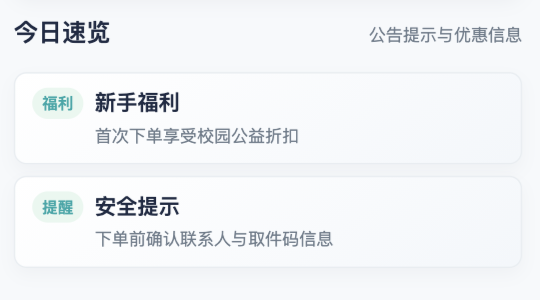 今日速览 公告提示与优惠信息
福利 新手福利
首次下单享受校园公益折扣
提醒 安全提示
下单前确认联系人与取件码信息